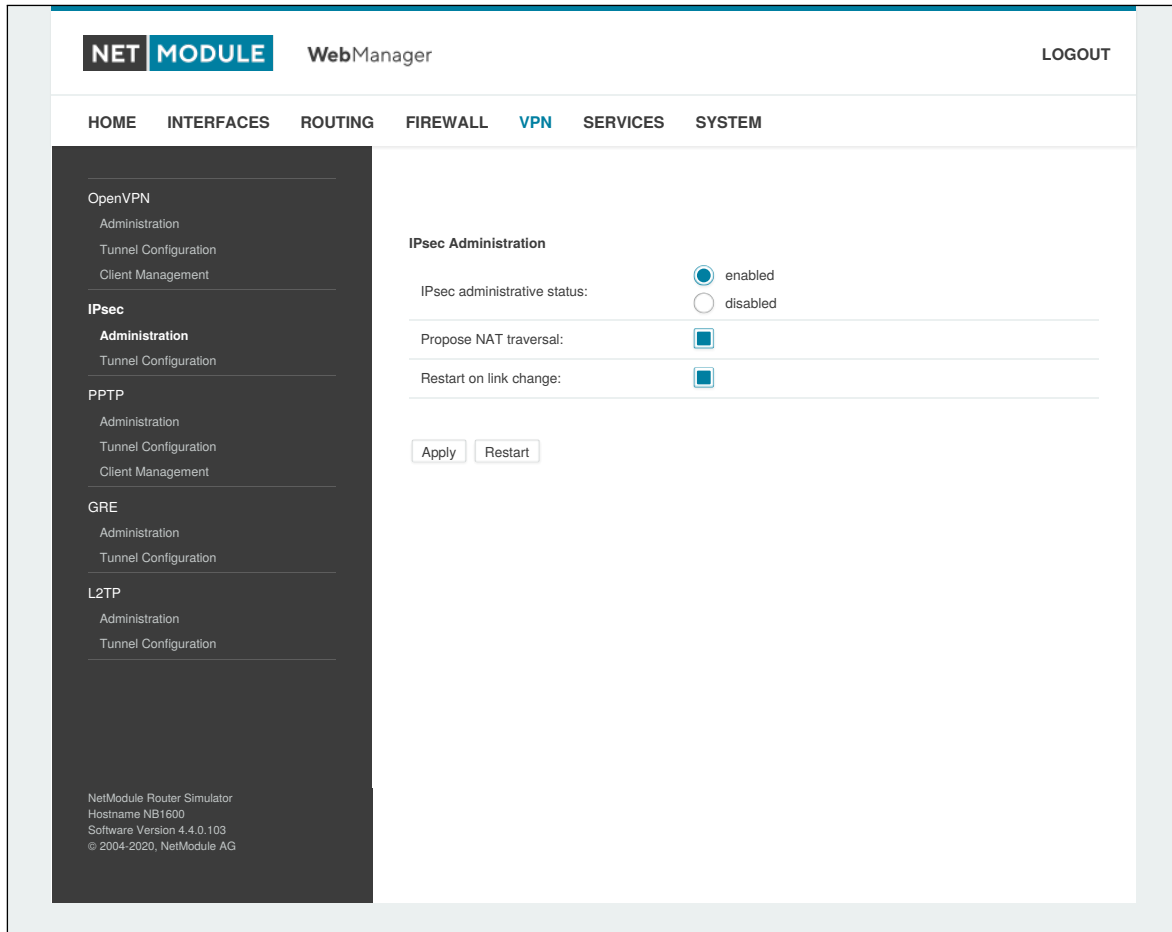 NET MODULE WebManager LOGOUT
HOME INTERFACES ROUTING FIREWALL VPN SERVICES SYSTEM
OpenVPN
Administration
Tunnel Configuration
Client Management
IPsec
Administration
Tunnel Configuration
PPTP
Administration
Tunnel Configuration
Client Management
GRE
Administration
Tunnel Configuration
L2TP
Administration
Tunnel Configuration
NetModule Router Simulator
Hostname NB1600
Software Version 4.4.0.103
© 2004-2020, NetModule AG
IPsec Administration
IPsec administrative status:
enabled
disabled
Propose NAT traversal:
Restart on link change:
Apply Restart